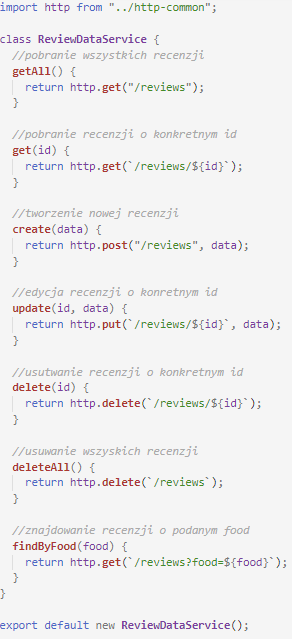 import http from "../http-common";
class ReviewDataService {
//pobranie wszystkich recenzji
getAll() {
return http.get("/reviews");
}
//pobranie recenzji o konkretnym id
get(id) {
return http.get(`/reviews/${id}`);
}
//tworzenie nowej recenzji
create(data) {
return http.post("/reviews", data);
}
//edycja recenzji o konretnym id
update(id, data) {
return http.put(`/reviews/${id}`, data);
}
//usutwanie recenzji o konkretnym id
delete(id) {
return http.delete(`/reviews/${id}`);
}
//usuwanie wszyskich recenzji
deleteAll() {
return http.delete(`/reviews`);
}
//znajdowanie recenzji o podanym food
findByFood(food) {
return http.get(`/reviews?food=${food}`);
}
}
export default new ReviewDataService();